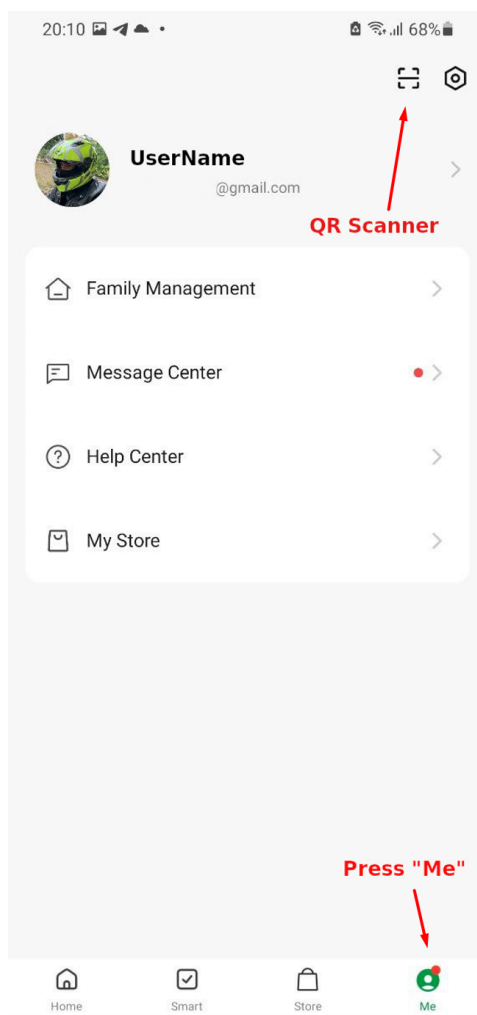 20:10
68%
UserName
@gmail.com
QR Scanner
Family Management
Message Center
Help Center
My Store
Press "Me"
Home Smart Store Me